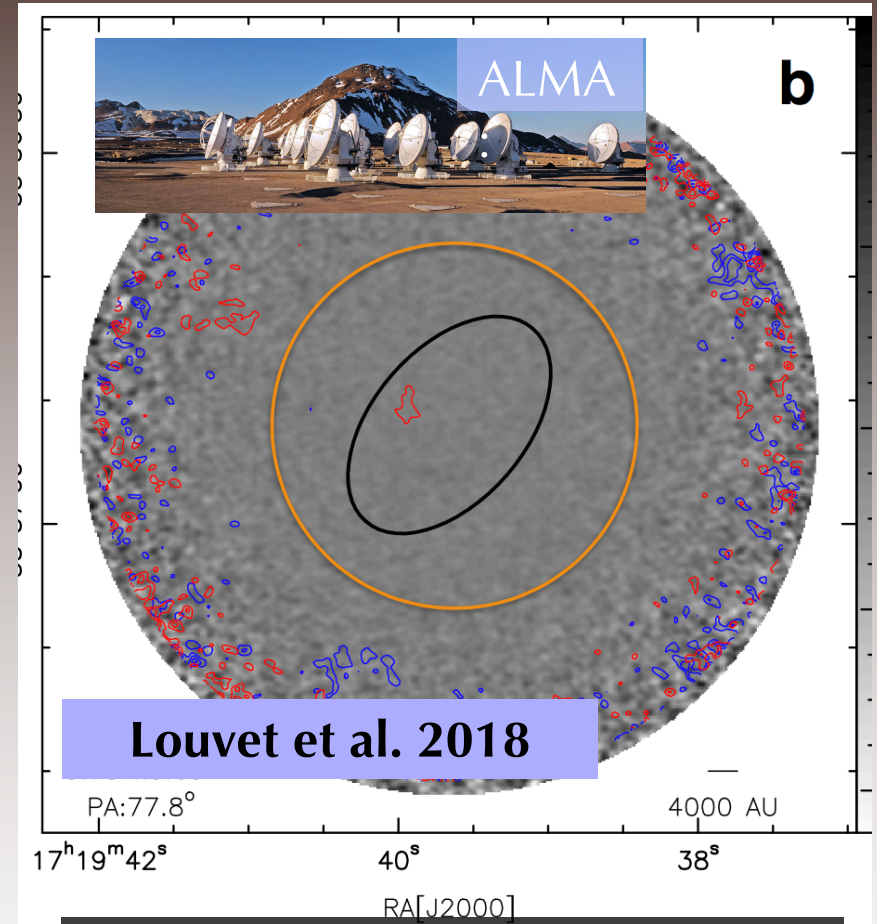 ALMA
b
Louvet et al. 2018
PA:77.8°
4000 AU
17ʰ19ᵐ42ˢ
40ˢ
38ˢ
RA[J2000]